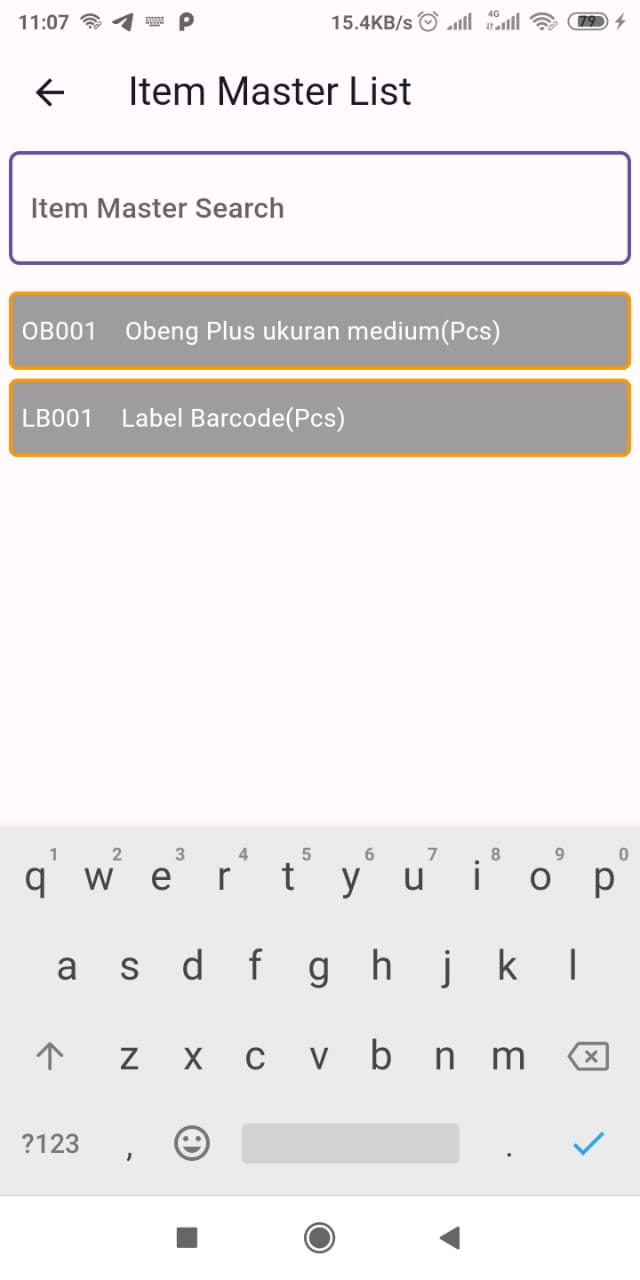 11:07 15.4KB/s 4G 79
Item Master List
Item Master Search
OB001 Obeng Plus ukuran medium(Pcs)
LB001 Label Barcode(Pcs)
1 2 3 4 5 6 7 8 9 0
q w e r t y u i o p
a s d f g h j k l
z x c v b n m
?123 , .